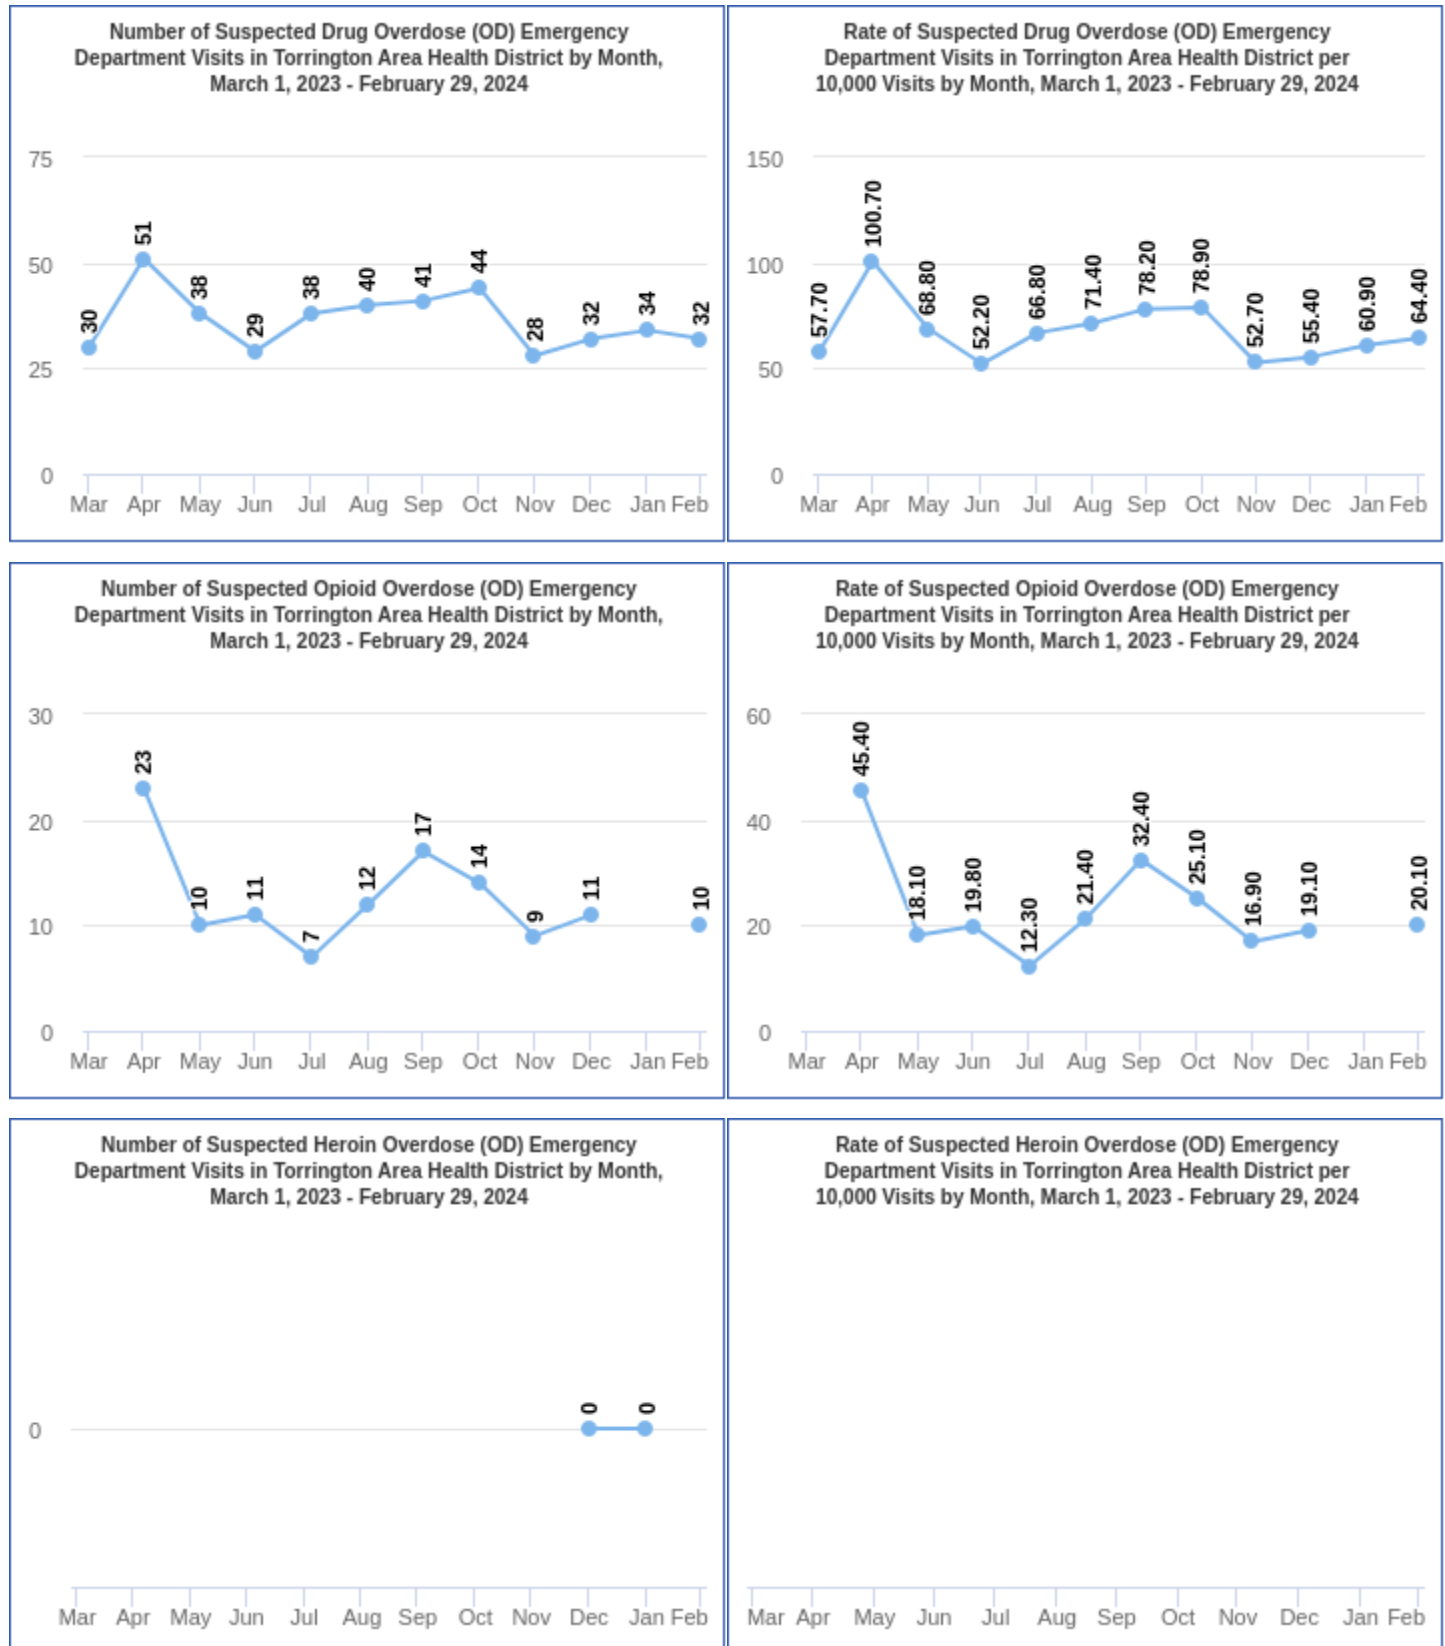 Number of Suspected Drug Overdose (OD) Emergency
Department Visits in Torrington Area Health District by Month,
March 1, 2023 - February 29, 2024
75
50
25
0
30
51
38
29
38
40
41
44
28
32
34
32
Mar Apr May Jun Jul Aug Sep Oct Nov Dec Jan Feb
Rate of Suspected Drug Overdose (OD) Emergency
Department Visits in Torrington Area Health District per
10,000 Visits by Month, March 1, 2023 - February 29, 2024
150
100
50
0
57.70
100.70
68.80
52.20
66.80
71.40
78.20
78.90
52.70
55.40
60.90
64.40
Mar Apr May Jun Jul Aug Sep Oct Nov Dec Jan Feb
Number of Suspected Opioid Overdose (OD) Emergency
Department Visits in Torrington Area Health District by Month,
March 1, 2023 - February 29, 2024
30
20
10
0
23
10
11
7
12
17
14
9
11
10
Mar Apr May Jun Jul Aug Sep Oct Nov Dec Jan Feb
Rate of Suspected Opioid Overdose (OD) Emergency
Department Visits in Torrington Area Health District per
10,000 Visits by Month, March 1, 2023 - February 29, 2024
60
40
20
0
45.40
18.10
19.80
12.30
21.40
32.40
25.10
16.90
19.10
20.10
Mar Apr May Jun Jul Aug Sep Oct Nov Dec Jan Feb
Number of Suspected Heroin Overdose (OD) Emergency
Department Visits in Torrington Area Health District by Month,
March 1, 2023 - February 29, 2024
0
0
0
Mar Apr May Jun Jul Aug Sep Oct Nov Dec Jan Feb
Rate of Suspected Heroin Overdose (OD) Emergency
Department Visits in Torrington Area Health District per
10,000 Visits by Month, March 1, 2023 - February 29, 2024
Mar Apr May Jun Jul Aug Sep Oct Nov Dec Jan Feb